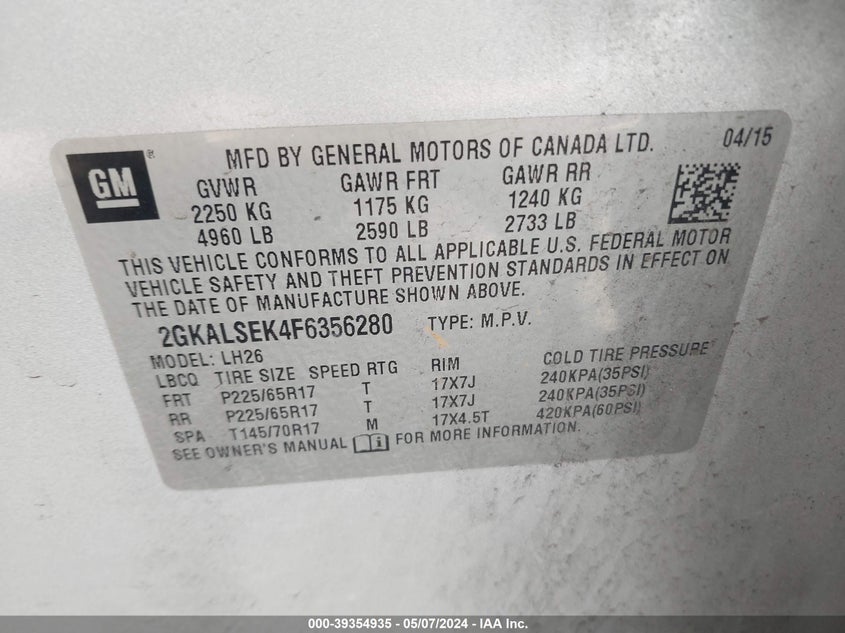 GM
MFD BY GENERAL MOTORS OF CANADA LTD. 04/15
GVWR GAWR FRT GAWR RR
2250 KG 1175 KG 1240 KG
4960 LB 2590 LB 2733 LB
THIS VEHICLE CONFORMS TO ALL APPLICABLE U.S. FEDERAL MOTOR
VEHICLE SAFETY AND THEFT PREVENTION STANDARDS IN EFFECT ON
THE DATE OF MANUFACTURE SHOWN ABOVE.
2GKALSEK4F6356280 TYPE: M.P.V.
MODEL: LH26
LBCQ TIRE SIZE SPEED RTG RIM COLD TIRE PRESSURE
FRT P225/65R17 T 17X7J 240KPA(35PSI)
RR P225/65R17 T 17X7J 240KPA(35PSI)
SPA T145/70R17 M 17X4.5T 420KPA(60PSI)
SEE OWNER'S MANUAL FOR MORE INFORMATION.
000-39354935 - 05/07/2024 - IAA Inc.